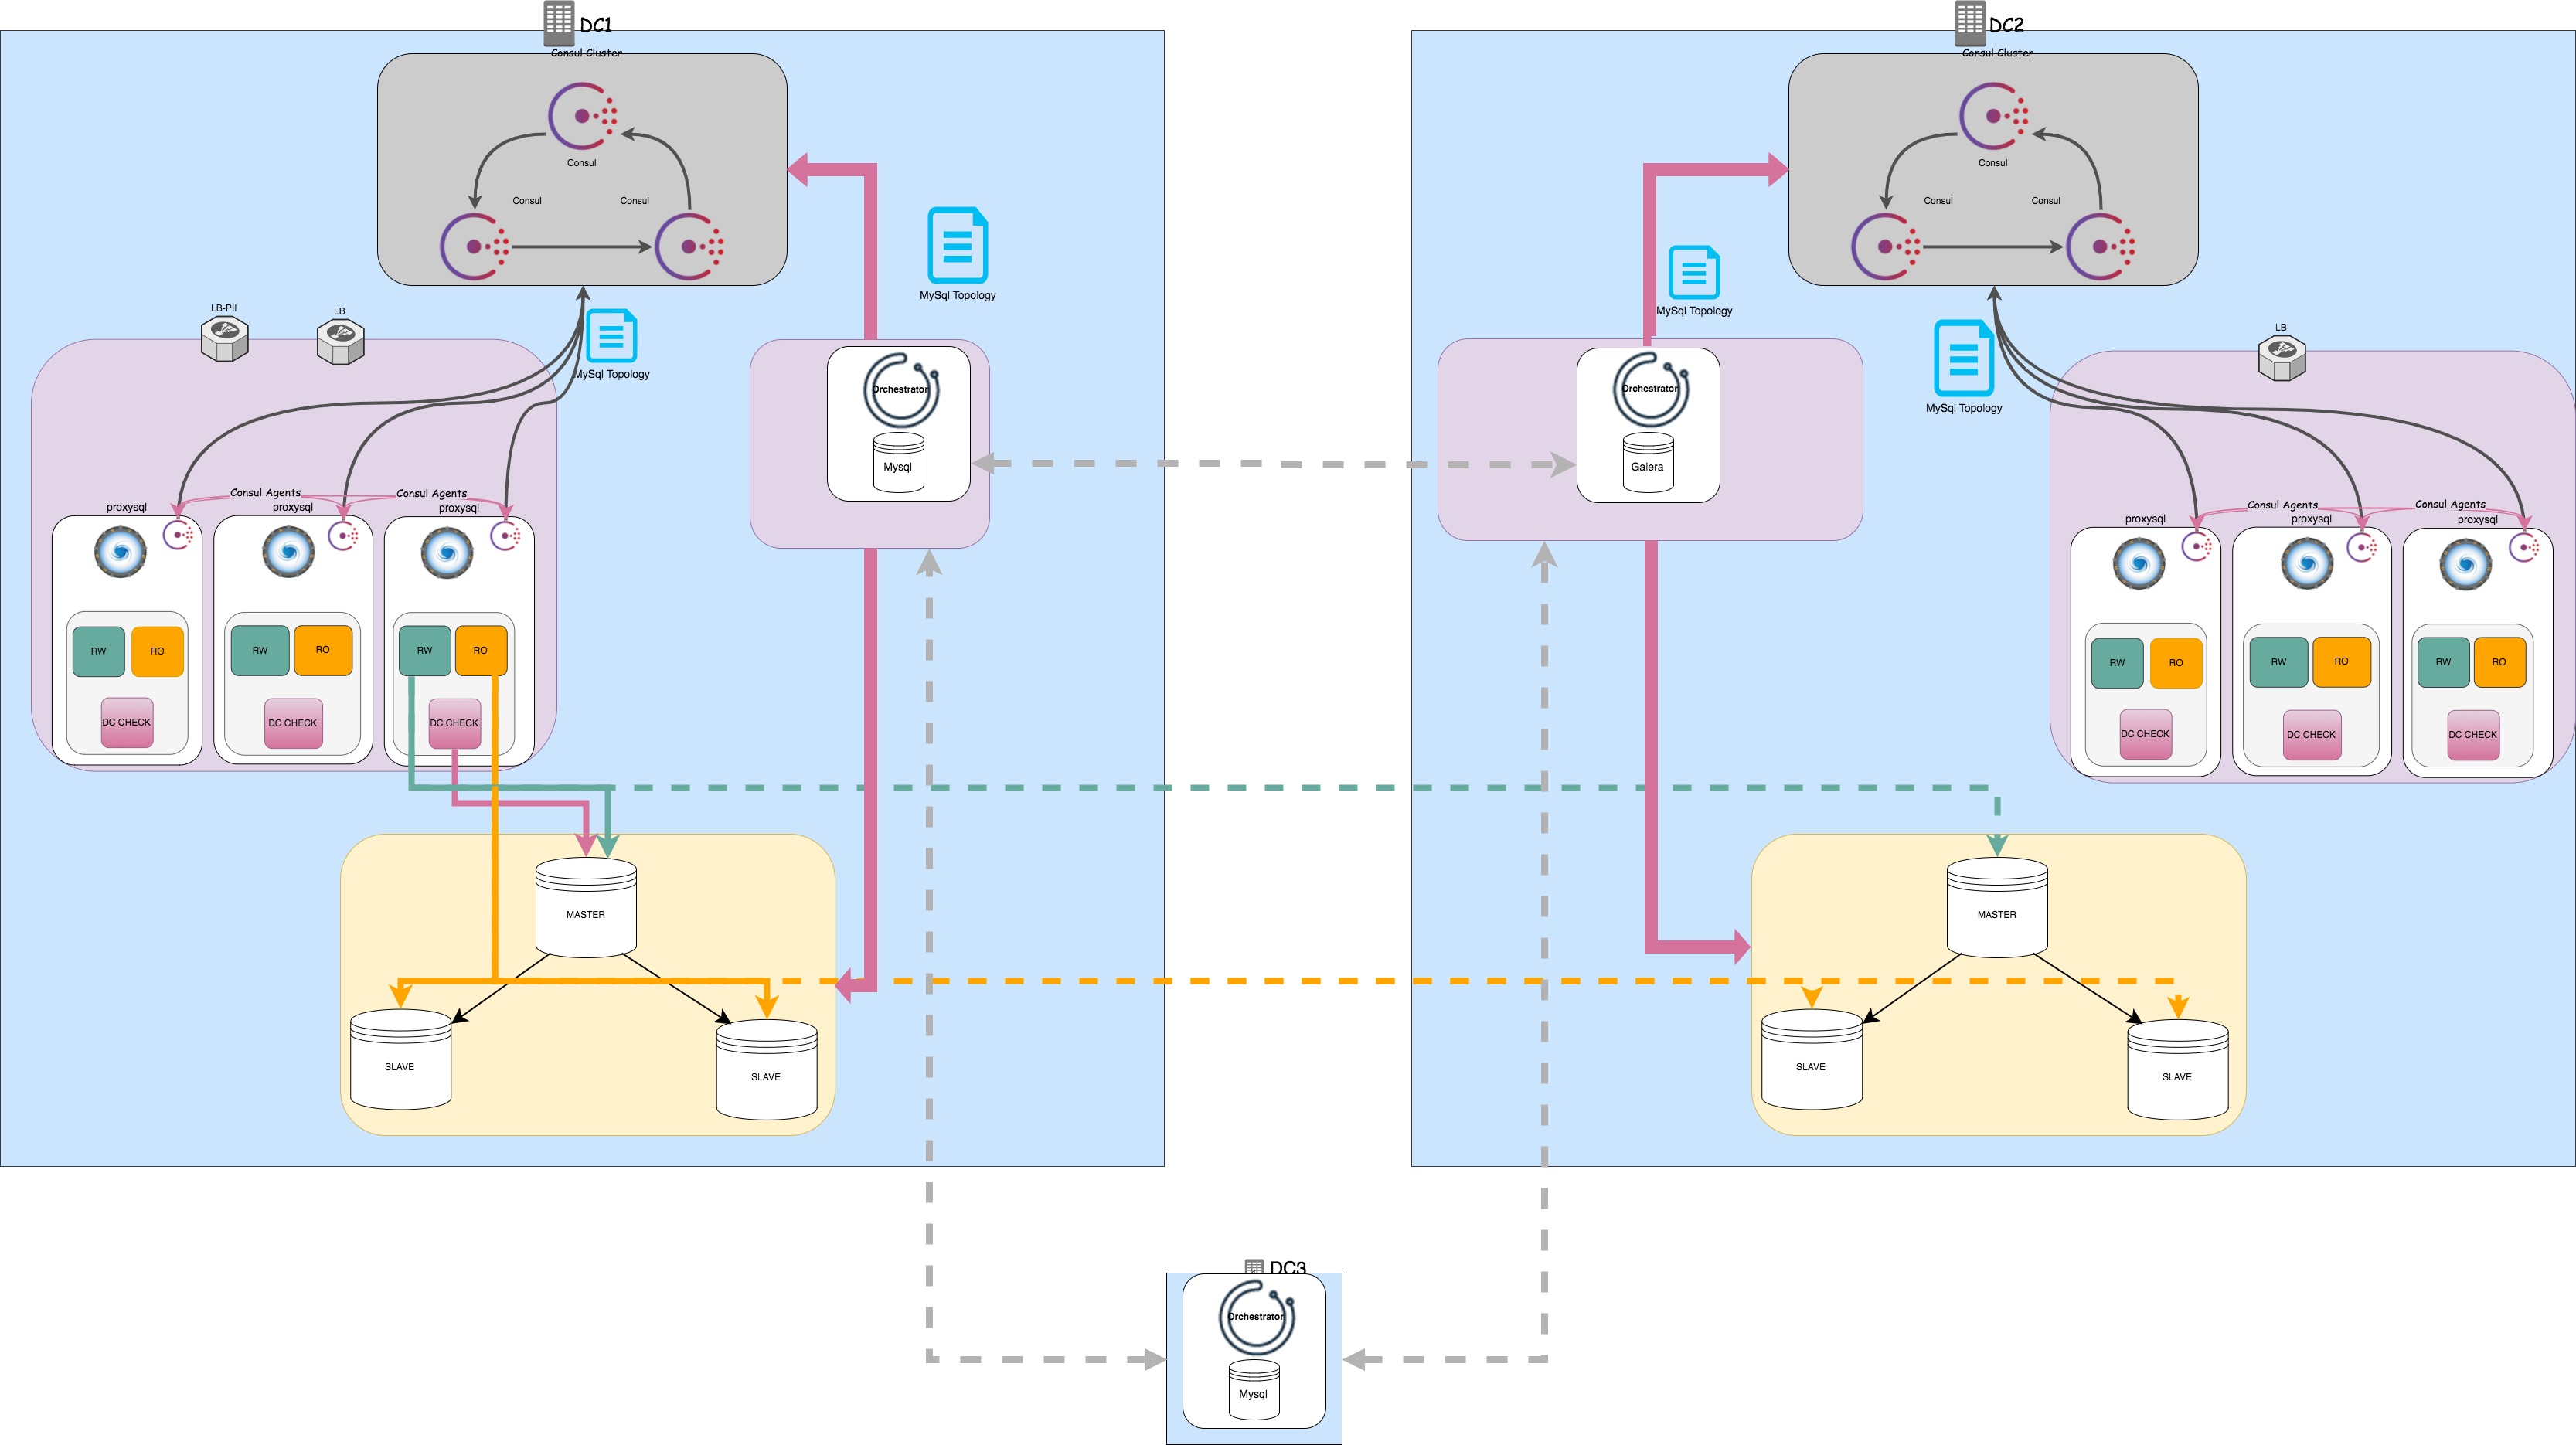 DC1
Consul Cluster
Consul
Consul
Consul
MySql Topology
LB-PII
LB
MySql Topology
Orchestrator
Mysql
Consul Agents
Consul Agents
proxysql
proxysql
proxysql
RW
RO
RW
RO
RW
RO
DC CHECK
DC CHECK
DC CHECK
MASTER
SLAVE
SLAVE
DC2
Consul Cluster
Consul
Consul
Consul
MySql Topology
LB
MySql Topology
Orchestrator
Galera
Consul Agents
Consul Agents
proxysql
proxysql
proxysql
RW
RO
RW
RO
RW
RO
DC CHECK
DC CHECK
DC CHECK
MASTER
SLAVE
SLAVE
DC3
Orchestrator
Mysql